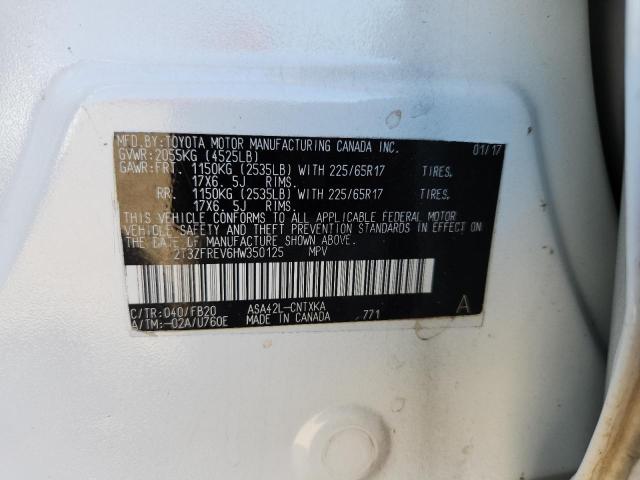 MFD.BY:TOYOTA MOTOR MANUFACTURING CANADA INC. 01/17
GVWR:2055KG (4525LB)
GAWR:FRT. 1150KG (2535LB) WITH 225/65R17 TIRES,
17X6.5J RIMS.
RR. 1150KG (2535LB) WITH 225/65R17 TIRES,
17X6.5J RIMS.
THIS VEHICLE CONFORMS TO ALL APPLICABLE FEDERAL MOTOR
VEHICLE SAFETY AND THEFT PREVENTION STANDARDS IN EFFECT ON
THE DATE OF MANUFACTURE SHOWN ABOVE.
2T3ZFREV6HW350125 MPV
C/TR:040/FB20 ASA42L-CNTXKA A
A/TM:-02A/U760E MADE IN CANADA 771